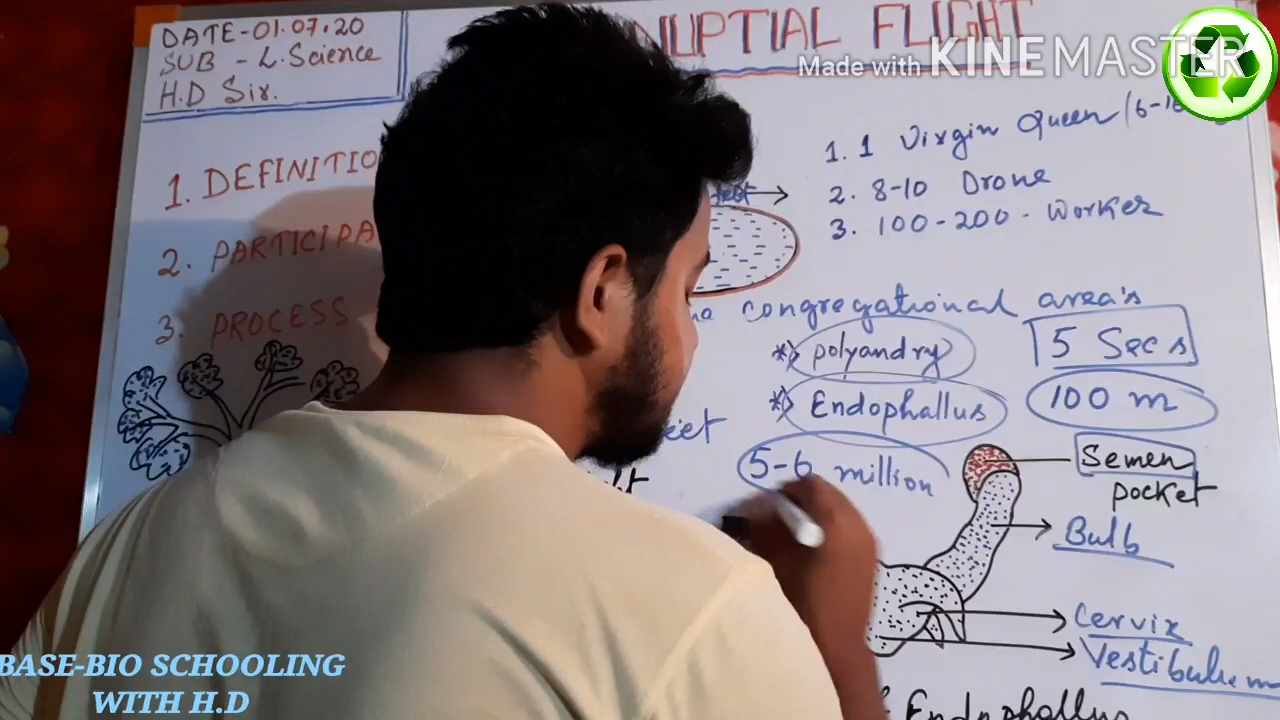 DATE-01.07.20
SUB - L.Science
H.D Sir.
NUPTIAL FLIGHT
Made with KINEMASTER
1. DEFINITIO
2. PARTICIPA
3. PROCESS
1. 1 Virgin Queen
2. 8-10 Drone
3. 100-200 - Worker
congregational area's
*) polyandry
5 Secs
*) Endophallus
100 m
5-6 million
Semen
pocket
Bulb
Cervix
Vestibulum
Endophallus
BASE-BIO SCHOOLING
WITH H.D